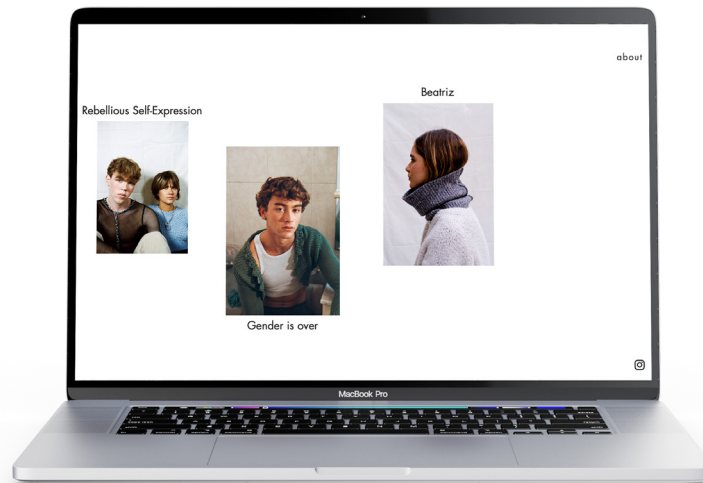 about
Beatriz
Rebellious Self-Expression
Gender is over
MacBook Pro